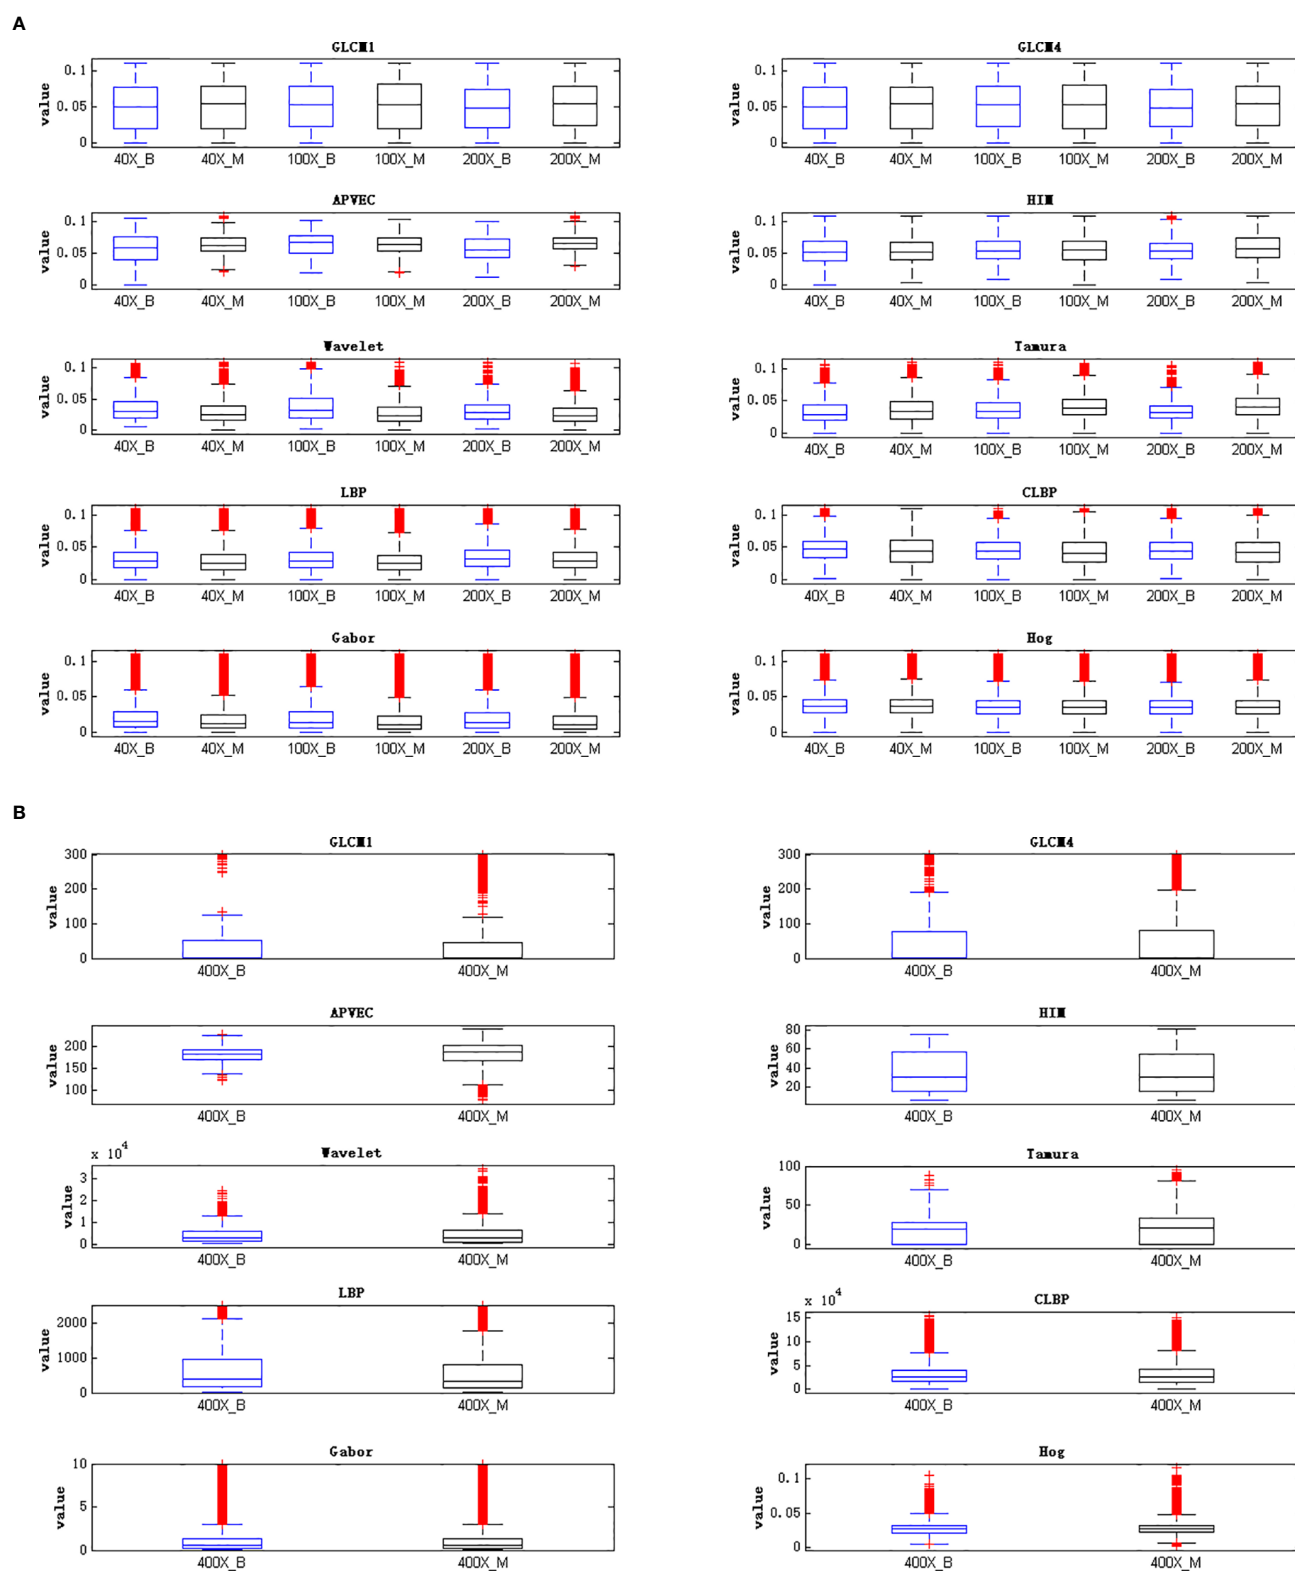 A
GLCM1
value
0.1
0.05
0
40X_B 40X_M 100X_B 100X_M 200X_B 200X_M
GLCM4
value
0.1
0.05
0
40X_B 40X_M 100X_B 100X_M 200X_B 200X_M
APVEC
value
0.1
0.05
0
40X_B 40X_M 100X_B 100X_M 200X_B 200X_M
HIM
value
0.1
0.05
0
40X_B 40X_M 100X_B 100X_M 200X_B 200X_M
Wavelet
value
0.1
0.05
0
40X_B 40X_M 100X_B 100X_M 200X_B 200X_M
Tamura
value
0.1
0.05
0
40X_B 40X_M 100X_B 100X_M 200X_B 200X_M
LBP
value
0.1
0.05
0
40X_B 40X_M 100X_B 100X_M 200X_B 200X_M
CLBP
value
0.1
0.05
0
40X_B 40X_M 100X_B 100X_M 200X_B 200X_M
Gabor
value
0.1
0.05
0
40X_B 40X_M 100X_B 100X_M 200X_B 200X_M
Hog
value
0.1
0.05
0
40X_B 40X_M 100X_B 100X_M 200X_B 200X_M
B
GLCM1
value
300
200
100
0
400X_B 400X_M
GLCM4
value
300
200
100
0
400X_B 400X_M
APVEC
value
200
150
100
400X_B 400X_M
HIM
value
80
60
40
20
400X_B 400X_M
Wavelet
x 10^4
value
3
2
1
0
400X_B 400X_M
Tamura
value
100
50
0
400X_B 400X_M
LBP
value
2000
1000
0
400X_B 400X_M
CLBP
x 10^4
value
15
10
5
0
400X_B 400X_M
Gabor
value
10
5
0
400X_B 400X_M
Hog
value
0.1
0.05
0
400X_B 400X_M